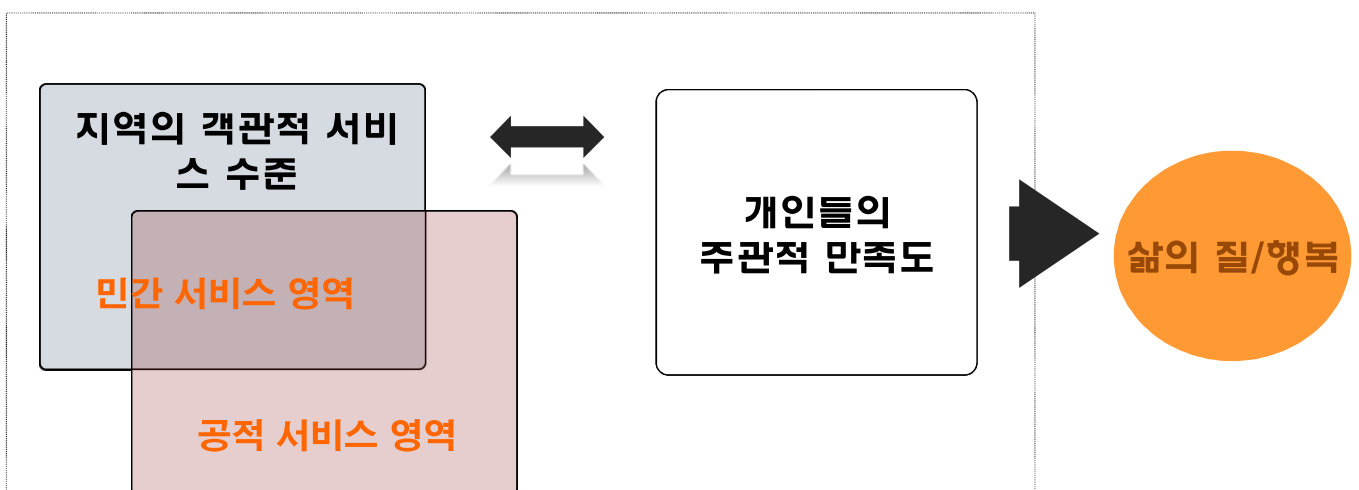 지역의 객관적 서비
스 수준
민간 서비스 영역
공적 서비스 영역
개인들의
주관적 만족도
삶의 질/행복